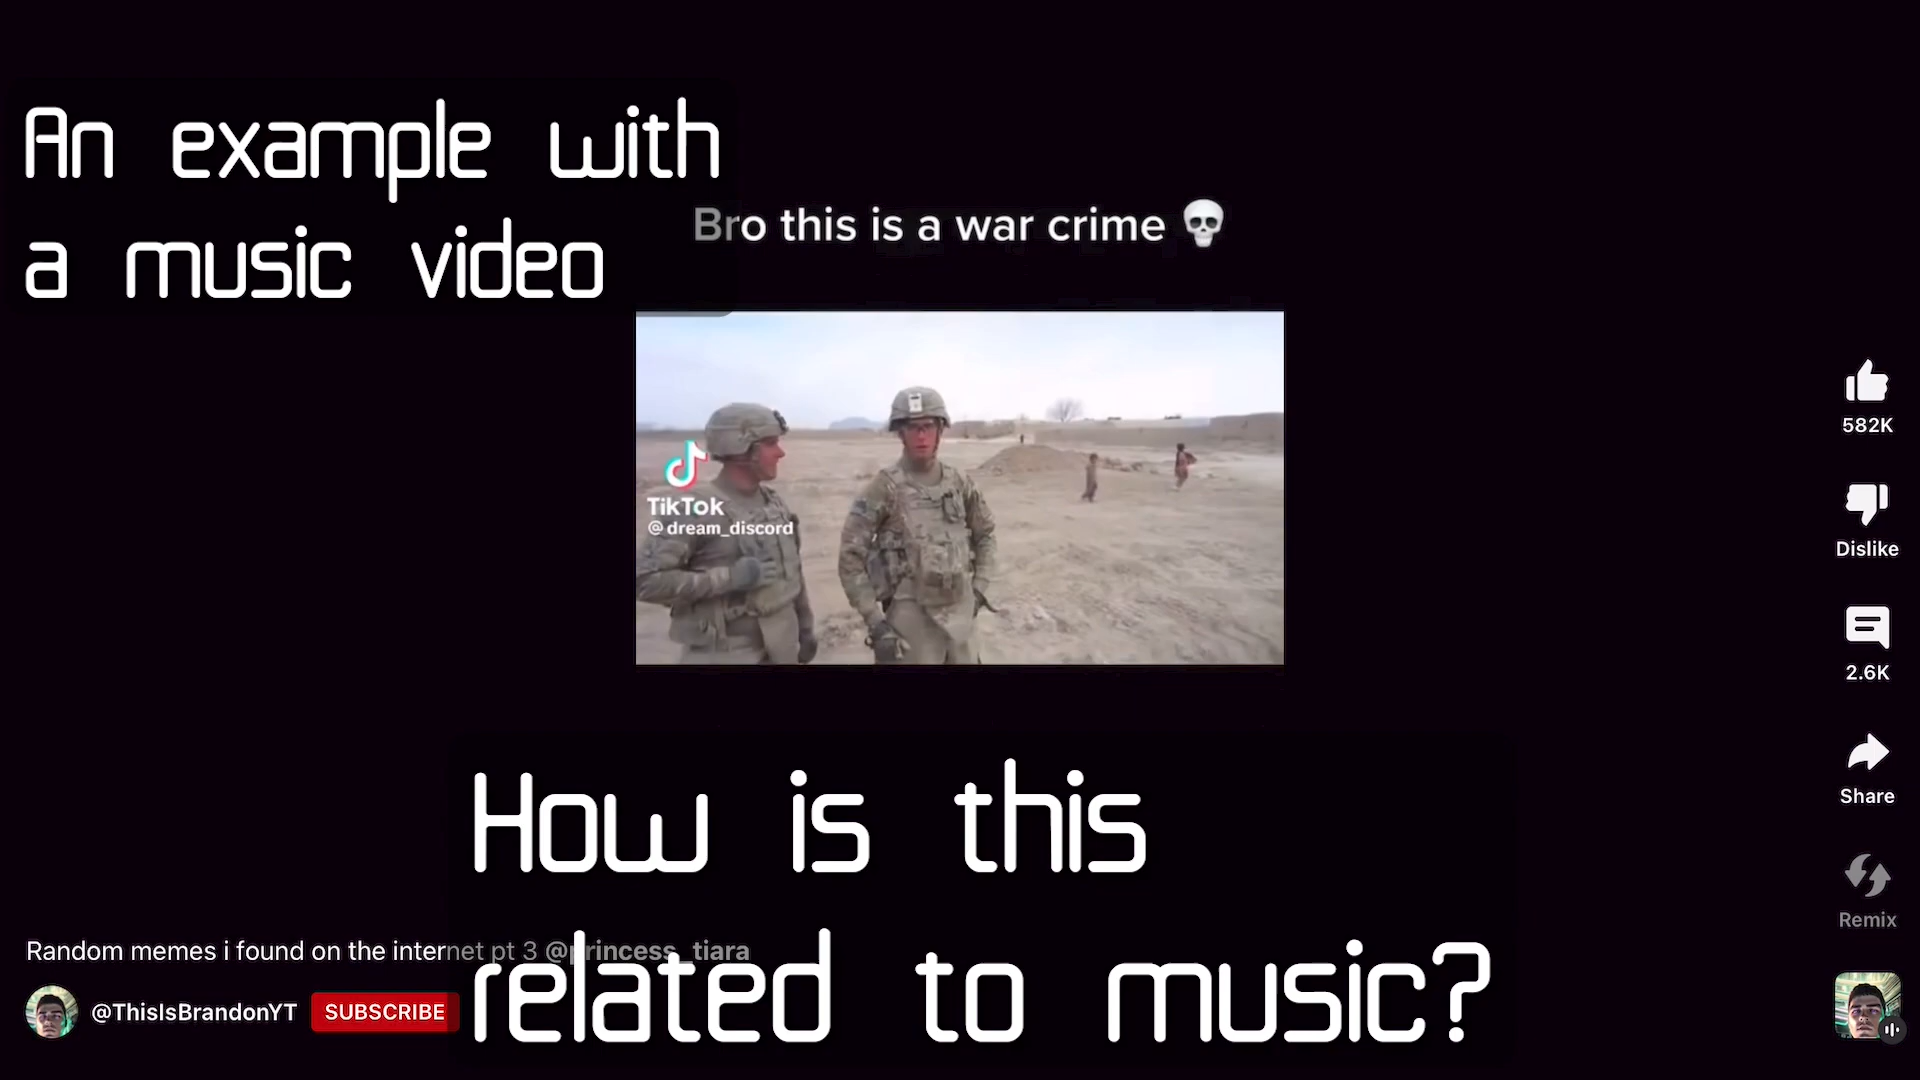 An example with
a music video
Bro this is a war crime 💀
TikTok
@dream_discord
582K
Dislike
2.6K
Share
Remix
How is this
related to music?
Random memes i found on the internet pt 3 @princess_tiara
@ThisIsBrandonYT
SUBSCRIBE